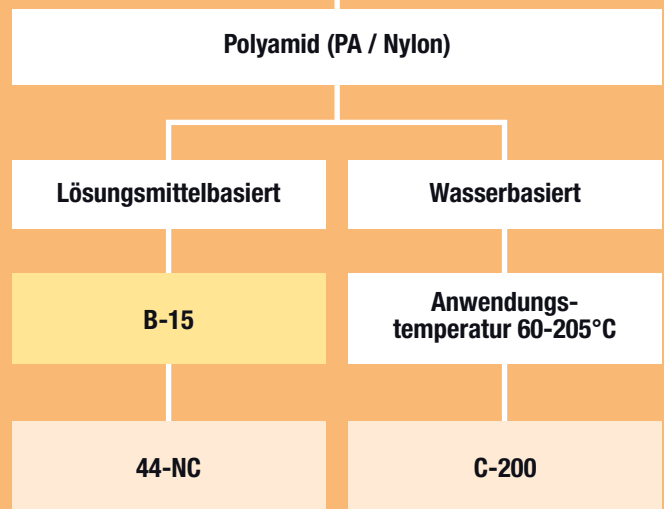 Polyamid (PA / Nylon)
Lösungsmittelbasiert
Wasserbasiert
B-15
Anwendungs-
temperatur 60-205°C
44-NC
C-200